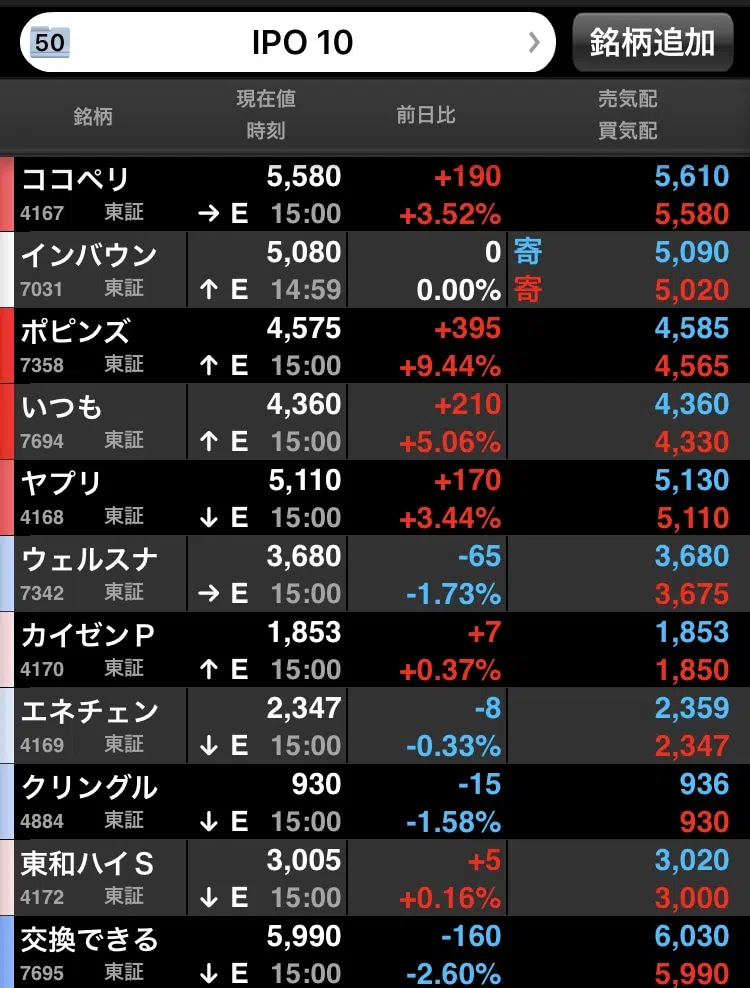 50 IPO 10 銘柄追加
銘柄 現在値 時刻 前日比 売気配 買気配
ココペリ 5,580 +190 5,610
4167 東証 → E 15:00 +3.52% 5,580
インバウン 5,080 0 寄 5,090
7031 東証 ↑ E 14:59 0.00% 寄 5,020
ポピンズ 4,575 +395 4,585
7358 東証 ↑ E 15:00 +9.44% 4,565
いつも 4,360 +210 4,360
7694 東証 ↑ E 15:00 +5.06% 4,330
ヤプリ 5,110 +170 5,130
4168 東証 ↓ E 15:00 +3.44% 5,110
ウェルスナ 3,680 -65 3,680
7342 東証 → E 15:00 -1.73% 3,675
カイゼンP 1,853 +7 1,853
4170 東証 ↑ E 15:00 +0.37% 1,850
エネチェン 2,347 -8 2,359
4169 東証 ↓ E 15:00 -0.33% 2,347
クリングル 930 -15 936
4884 東証 ↓ E 15:00 -1.58% 930
東和ハイS 3,005 +5 3,020
4172 東証 ↓ E 15:00 +0.16% 3,000
交換できる 5,990 -160 6,030
7695 東証 ↓ E 15:00 -2.60% 5,990